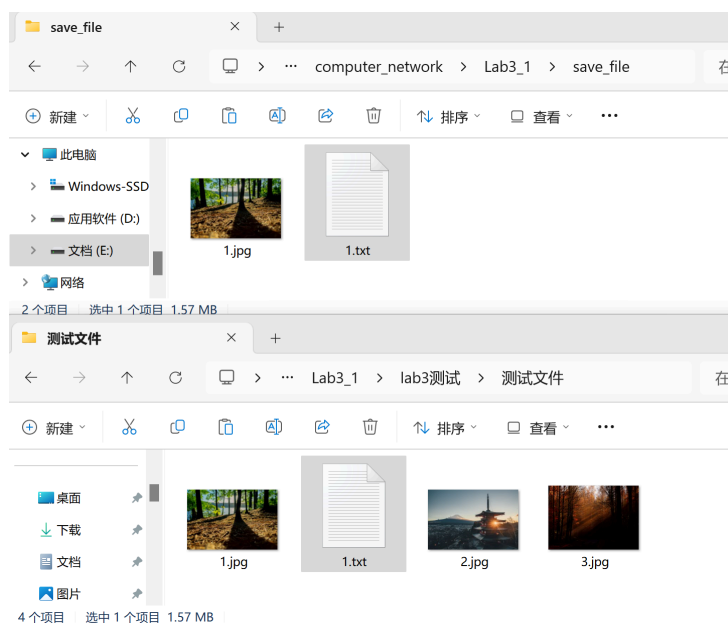 save_file
computer_network > Lab3_1 > save_file
在
新建
排序
查看
此电脑
Windows-SSD
应用软件 (D:)
文档 (E:)
网络
1.jpg
1.txt
2个项目 选中 1 个项目 1.57 MB
测试文件
Lab3_1 > lab3测试 > 测试文件
在
新建
排序
查看
桌面
下载
文档
图片
1.jpg
1.txt
2.jpg
3.jpg
4 个项目 选中 1 个项目 1.57 MB